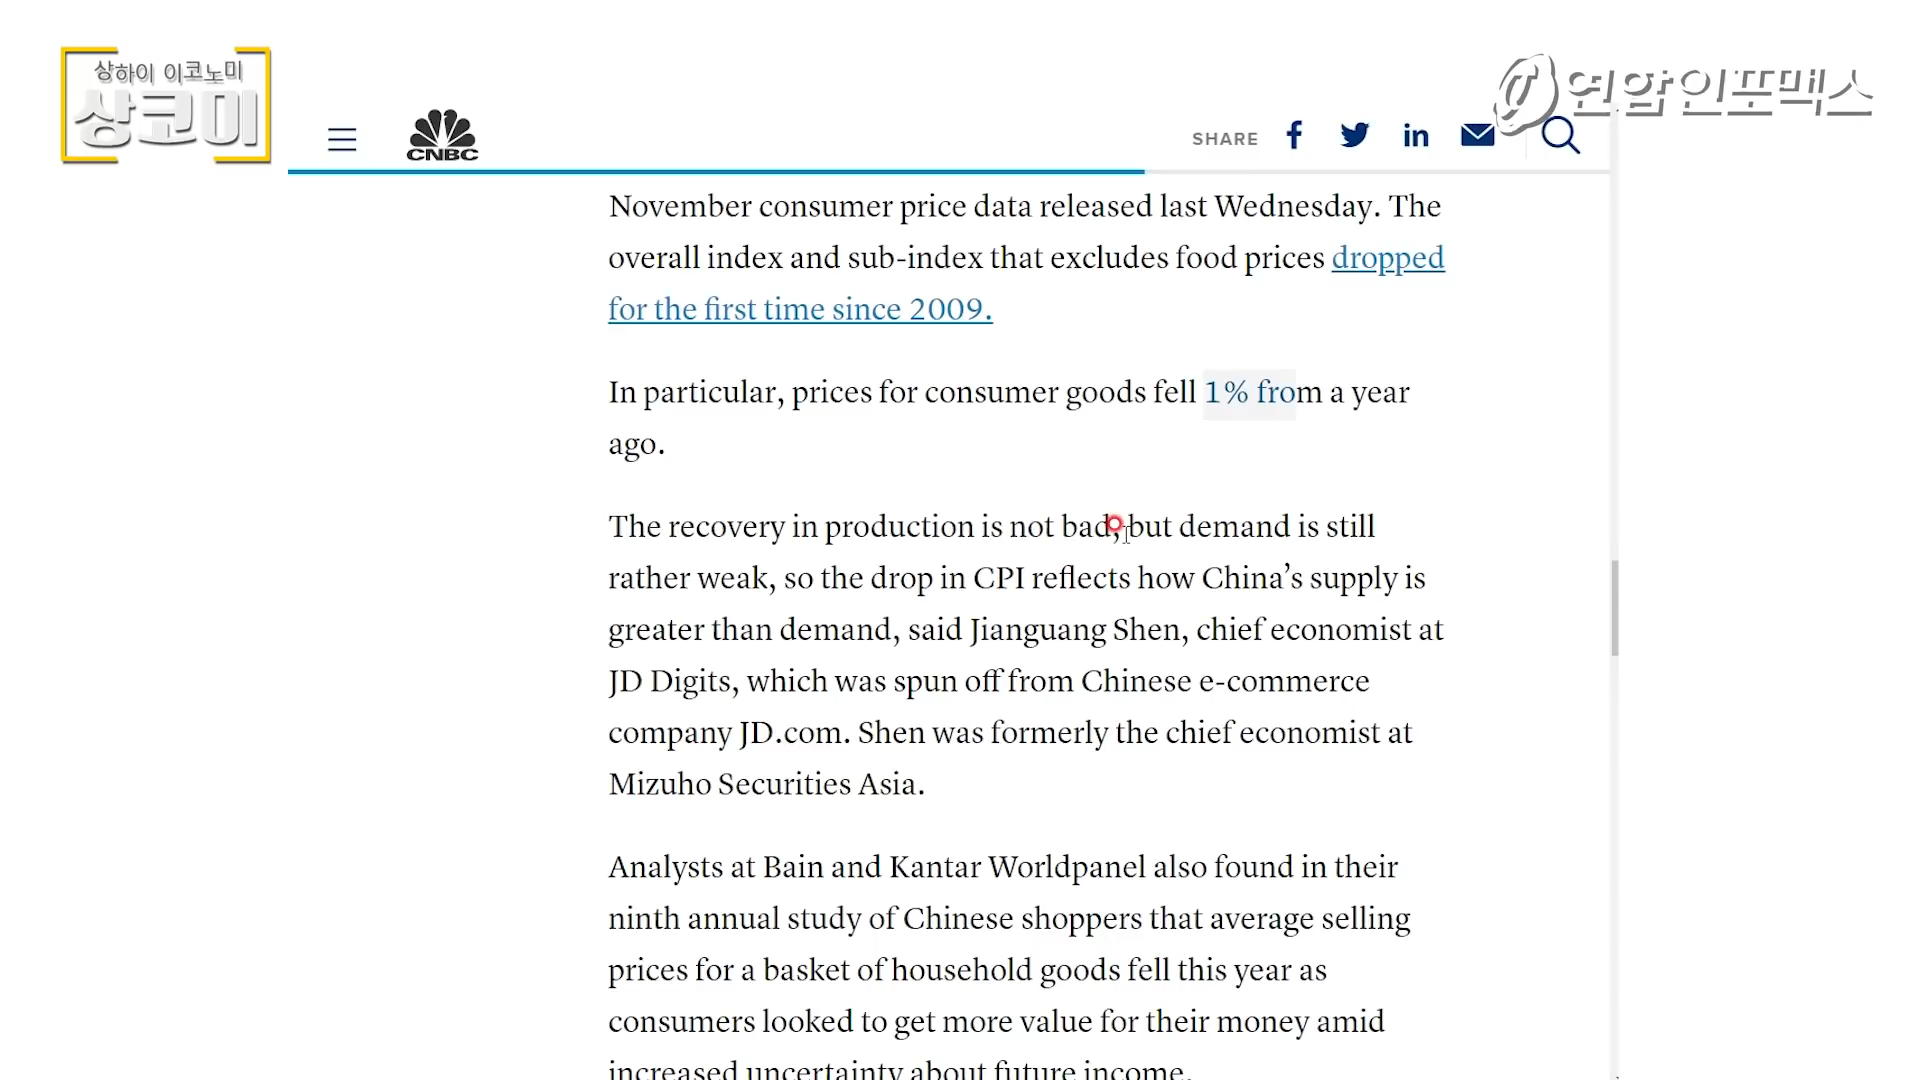 상하이 이코노미
상코미
연합인포맥스
CNBC
SHARE
November consumer price data released last Wednesday. The
overall index and sub-index that excludes food prices dropped
for the first time since 2009.
In particular, prices for consumer goods fell 1% from a year
ago.
The recovery in production is not bad, but demand is still
rather weak, so the drop in CPI reflects how China’s supply is
greater than demand, said Jianguang Shen, chief economist at
JD Digits, which was spun off from Chinese e-commerce
company JD.com. Shen was formerly the chief economist at
Mizuho Securities Asia.
Analysts at Bain and Kantar Worldpanel also found in their
ninth annual study of Chinese shoppers that average selling
prices for a basket of household goods fell this year as
consumers looked to get more value for their money amid
increased uncertainty about future income.